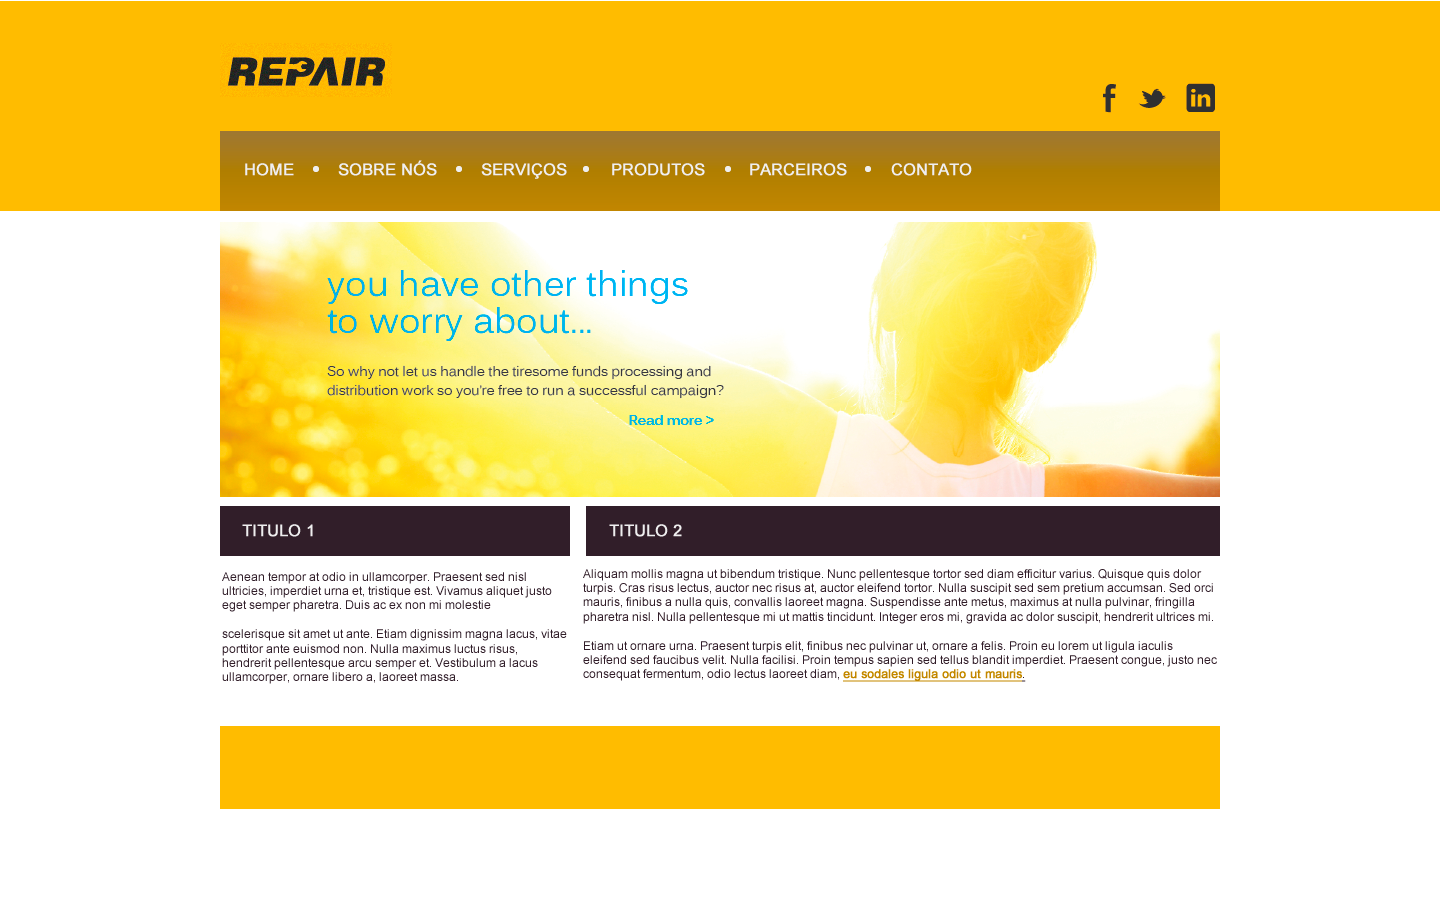 REPAIR
HOME • SOBRE NÓS • SERVIÇOS • PRODUTOS • PARCEIROS • CONTATO
you have other things
to worry about...
So why not let us handle the tiresome funds processing and
distribution work so you're free to run a successful campaign?
Read more >
TITULO 1
Aenean tempor at odio in ullamcorper. Praesent sed nisl
ultricies, imperdiet urna et, tristique est. Vivamus aliquet justo
eget semper pharetra. Duis ac ex non mi molestie
scelerisque sit amet ut ante. Etiam dignissim magna lacus, vitae
porttitor ante euismod non. Nulla maximus luctus risus,
hendrerit pellentesque arcu semper et. Vestibulum a lacus
ullamcorper, ornare libero a, laoreet massa.
TITULO 2
Aliquam mollis magna ut bibendum tristique. Nunc pellentesque tortor sed diam efficitur varius. Quisque quis dolor
turpis. Cras risus lectus, auctor nec risus at, auctor eleifend tortor. Nulla suscipit sed sem pretium accumsan. Sed orci
mauris, finibus a nulla quis, convallis laoreet magna. Suspendisse ante metus, maximus at nulla pulvinar, fringilla
pharetra nisl. Nulla pellentesque mi ut mattis tincidunt. Integer eros mi, gravida ac dolor suscipit, hendrerit ultrices mi.
Etiam ut ornare urna. Praesent turpis elit, finibus nec pulvinar ut, ornare a felis. Proin eu lorem ut ligula iaculis
eleifend sed faucibus velit. Nulla facilisi. Proin tempus sapien sed tellus blandit imperdiet. Praesent congue, justo nec
consequat fermentum, odio lectus laoreet diam, eu sodales ligula odio ut mauris.